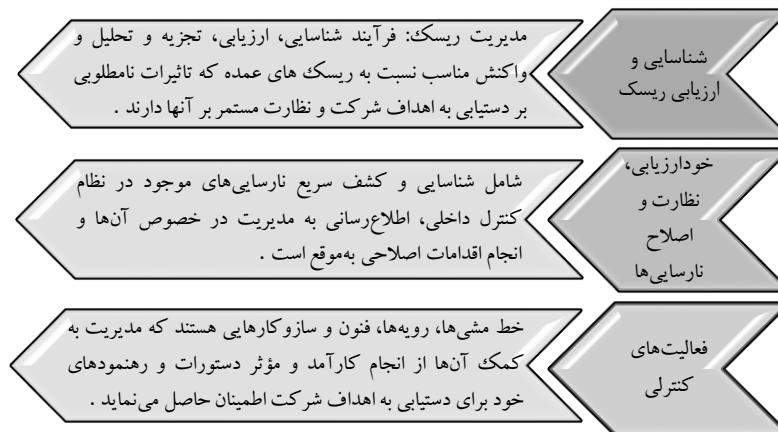 شناسایی و
ارزیابی ریسک
مدیریت ریسک: فرآیند شناسایی، ارزیابی، تجزیه و تحلیل و
واکنش مناسب نسبت به ریسک های عمده که تاثیرات نامطلوبی
بر دستیابی به اهداف شرکت و نظارت مستمر بر آنها دارند .
خودارزیابی،
نظارت و
اصلاح
نارسایی‌ها
شامل شناسایی و کشف سریع نارسایی‌های موجود در نظام
کنترل داخلی، اطلاع‌رسانی به مدیریت در خصوص آن‌ها و
انجام اقدامات اصلاحی به‌موقع است .
فعالیت‌های
کنترلی
خط مشی‌ها، رویه‎ها، فنون و سازوکارهایی هستند که مدیریت به
کمک آن‌ها از انجام کارآمد و مؤثر دستورات و رهنمودهای
خود برای دستیابی به اهداف شرکت اطمینان حاصل می‌نماید .